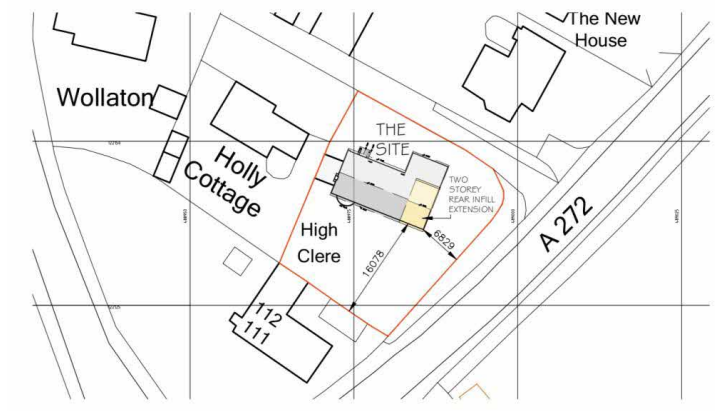 The New
House
Wollaton
THE
SITE
Holly
Cottage
TWO
STOREY
REAR INFILL
EXTENSION
High
Clere
6829
16078
A 272
112
111